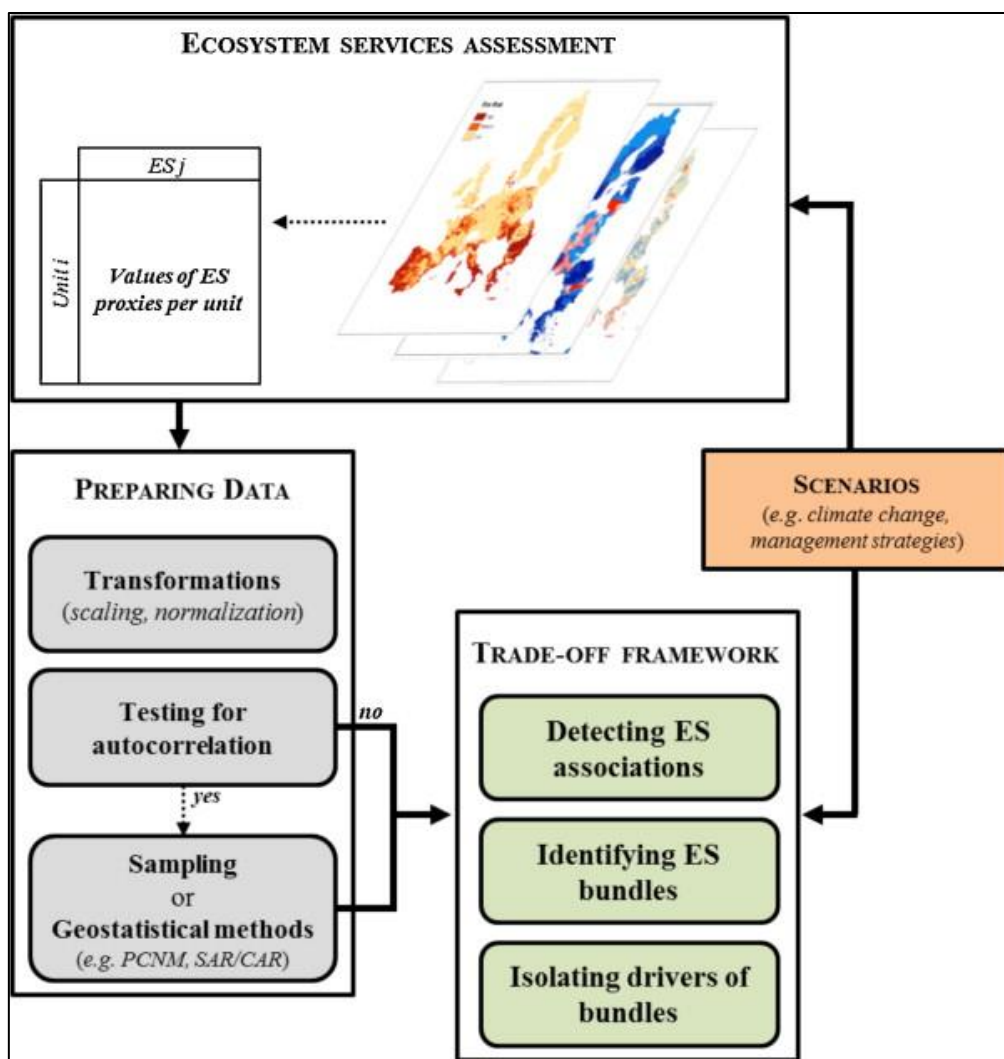 ECOSYSTEM SERVICES ASSESSMENT
ES j
Unit i
Values of ES
proxies per unit
PREPARING DATA
Transformations
(scaling, normalization)
Testing for
autocorrelation
no
yes
Sampling
or
Geostatistical methods
(e.g. PCNM, SAR/CAR)
SCENARIOS
(e.g. climate change,
management strategies)
TRADE-OFF FRAMEWORK
Detecting ES
associations
Identifying ES
bundles
Isolating drivers of
bundles